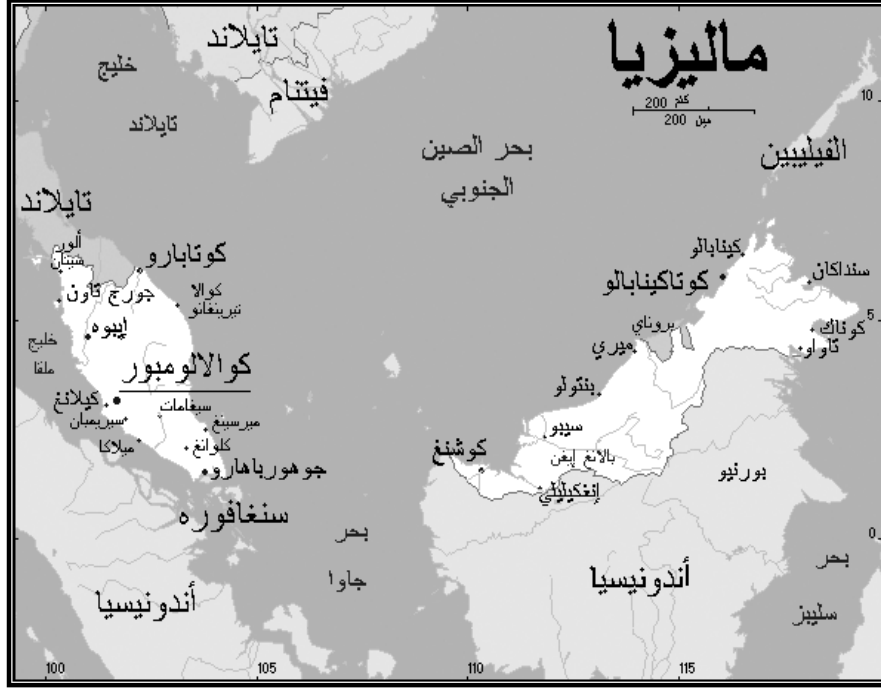 ماليزيا
200 كلم
200 ميل
تايلاند
فيتنام
خليج
تايلاند
بحر الصين
الجنوبي
الفيليبين
10
تايلاند
ألور
كوتابارو
جورج تاون
كوالا
تيرينغانو
إيبوه
خليج
ملقا
كوالالومبور
كيلانغ
سيغامات
سيريمبان
ميرسينغ
ميلاكا
كلوانغ
جوهورباهارو
سنغافوره
أندونيسيا
بحر
جاوا
كينابالو
كوتاكينابالو
سنداكان
5
بروناي
كوناك
تاواو
ميري
بنتولو
سيبو
كوشنغ
بالانغ إيغن
إنغكيليلي
بورنيو
0
أندونيسيا
بحر
سليبز
100
105
110
115